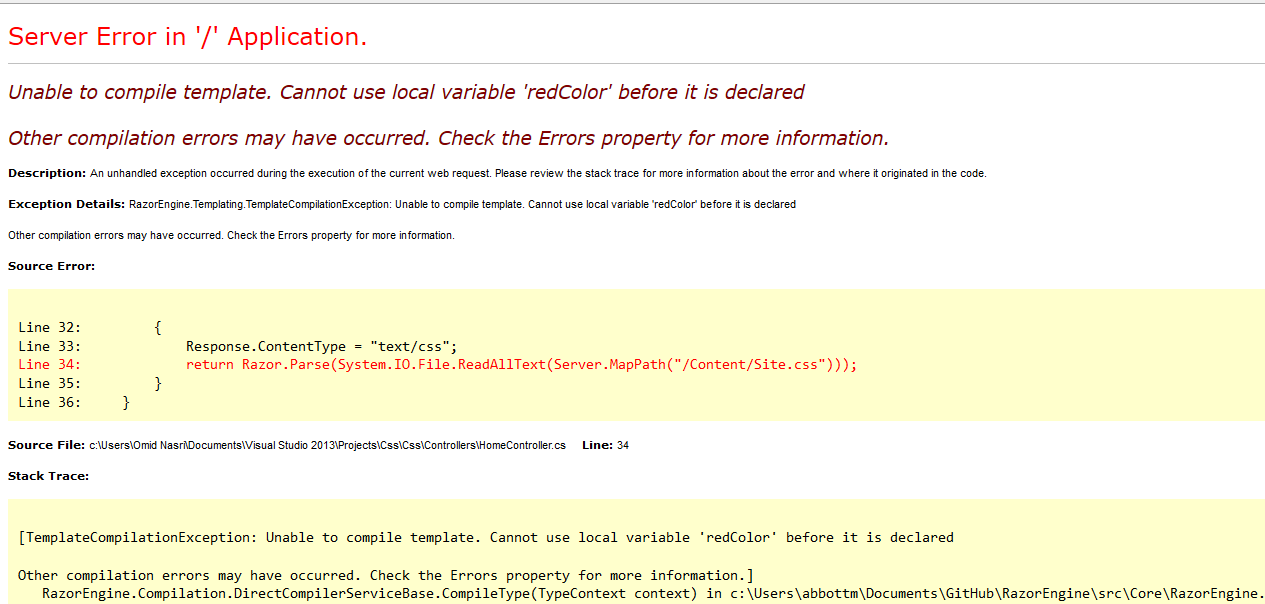 Server Error in '/' Application.
Unable to compile template. Cannot use local variable 'redColor' before it is declared
Other compilation errors may have occurred. Check the Errors property for more information.
Description: An unhandled exception occurred during the execution of the current web request. Please review the stack trace for more information about the error and where it originated in the code.
Exception Details: RazorEngine.Templating.TemplateCompilationException: Unable to compile template. Cannot use local variable 'redColor' before it is declared
Other compilation errors may have occurred. Check the Errors property for more information.
Source Error:
Line 32:         {
Line 33:             Response.ContentType = "text/css";
Line 34:             return Razor.Parse(System.IO.File.ReadAllText(Server.MapPath("/Content/Site.css")));
Line 35:         }
Line 36:     }
Source File: c:\Users\Omid Nasri\Documents\Visual Studio 2013\Projects\Css\Css\Controllers\HomeController.cs    Line: 34
Stack Trace:
[TemplateCompilationException: Unable to compile template. Cannot use local variable 'redColor' before it is declared
Other compilation errors may have occurred. Check the Errors property for more information.]
   RazorEngine.Compilation.DirectCompilerServiceBase.CompileType(TypeContext context) in c:\Users\abbottm\Documents\GitHub\RazorEngine\src\Core\RazorEngine.